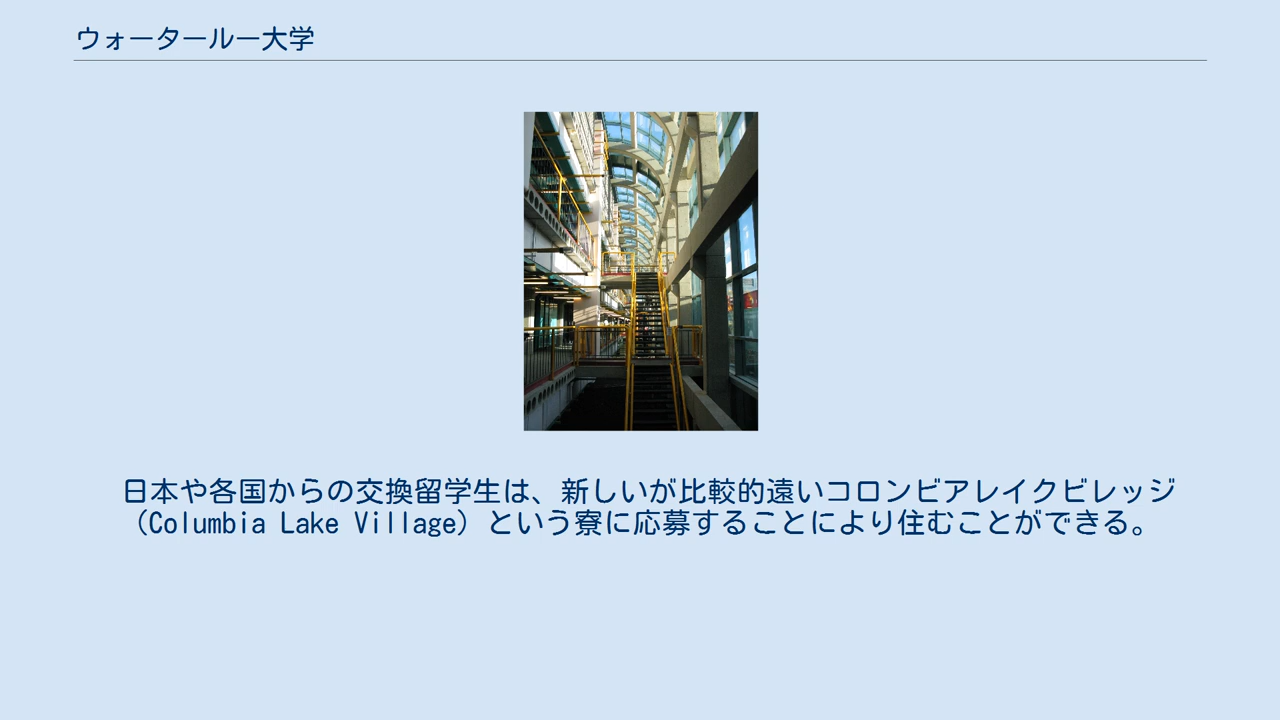 ウォータールー大学
日本や各国からの交換留学生は、新しいが比較的遠いコロンビアレイクビレッジ
（Columbia Lake Village）という寮に応募することにより住むことができる。